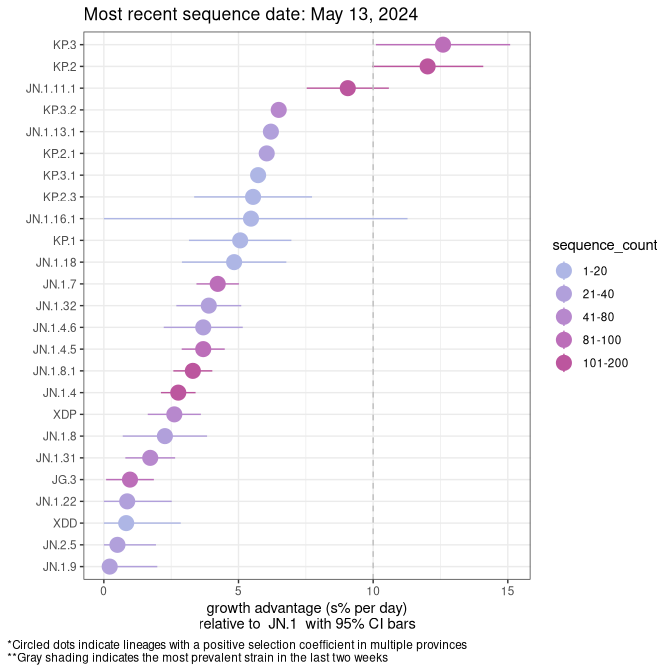 Most recent sequence date: May 13, 2024
KP.3
KP.2
JN.1.11.1
KP.3.2
JN.1.13.1
KP.2.1
KP.3.1
KP.2.3
JN.1.16.1
KP.1
JN.1.18
JN.1.7
JN.1.32
JN.1.4.6
JN.1.4.5
JN.1.8.1
JN.1.4
XDP
JN.1.8
JN.1.31
JG.3
JN.1.22
XDD
JN.2.5
JN.1.9
0 5 10 15
growth advantage (s% per day)
relative to JN.1 with 95% CI bars
sequence_count
1-20
21-40
41-80
81-100
101-200
*Circled dots indicate lineages with a positive selection coefficient in multiple provinces
**Gray shading indicates the most prevalent strain in the last two weeks